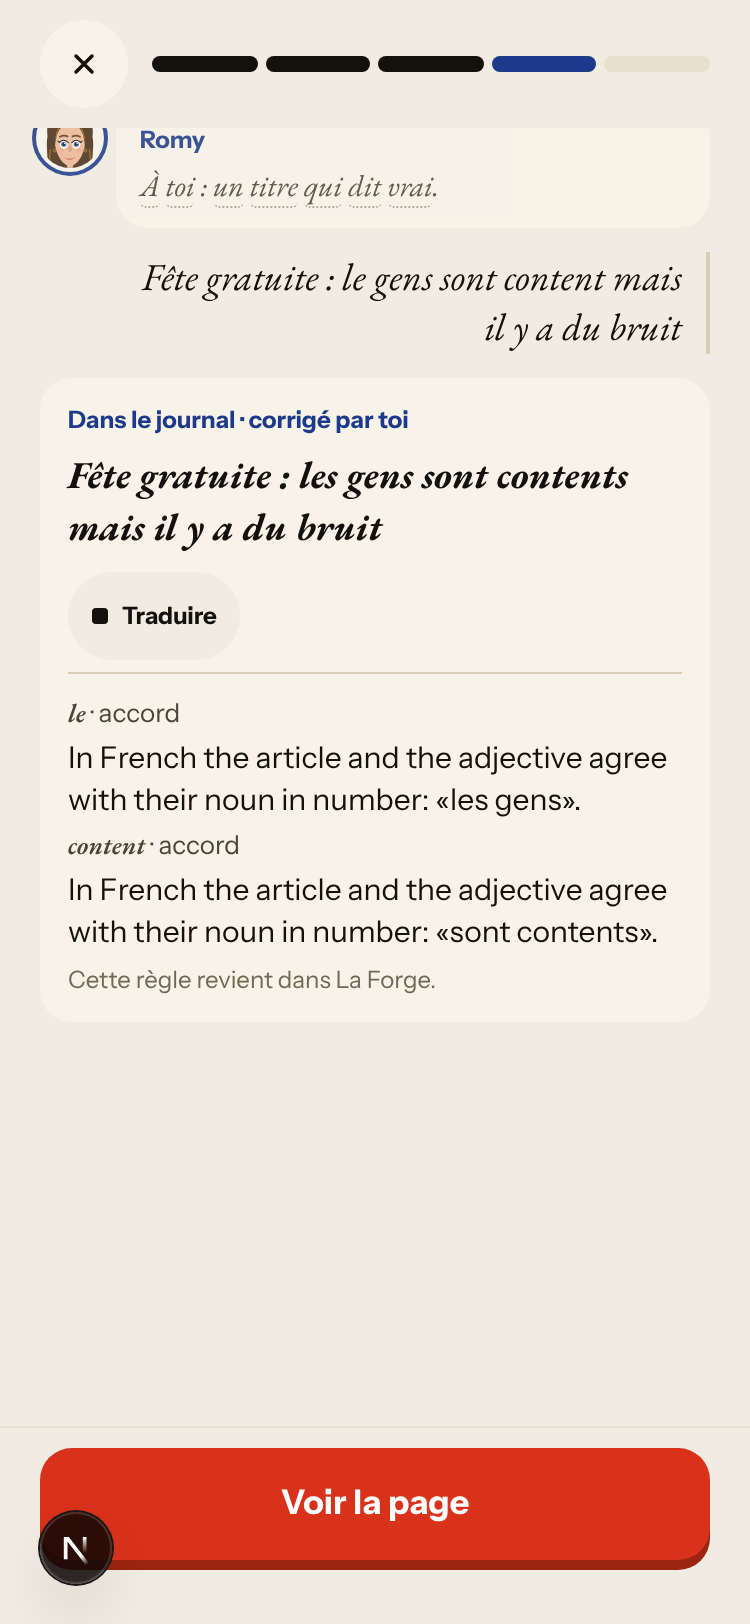 Romy
À toi : un titre qui dit vrai.
Fête gratuite : le gens sont content mais
il y a du bruit
Dans le journal · corrigé par toi
Fête gratuite : les gens sont contents
mais il y a du bruit
Traduire
le · accord
In French the article and the adjective agree
with their noun in number: «les gens».
content · accord
In French the article and the adjective agree
with their noun in number: «sont contents».
Cette règle revient dans La Forge.
Voir la page
N